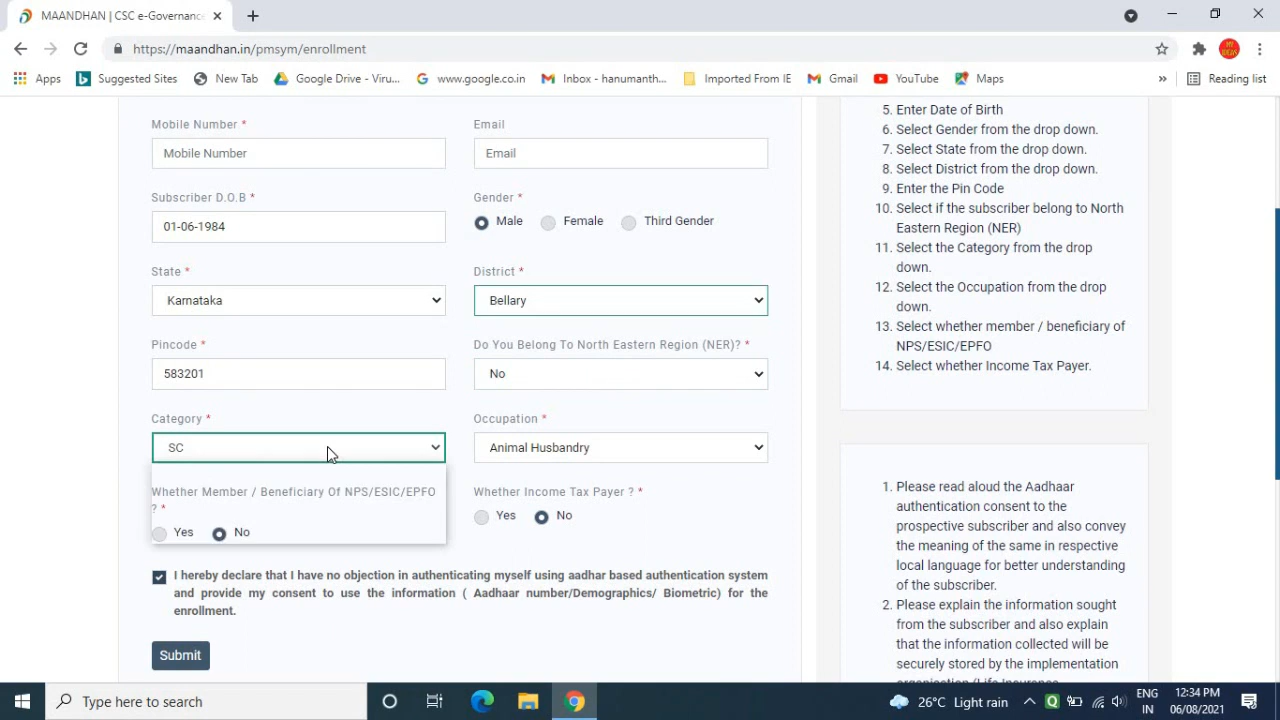 MAANDHAN | CSC e-Governance
https://maandhan.in/pmsym/enrollment
Apps
Suggested Sites
New Tab
Google Drive - Viru...
www.google.co.in
Inbox - hanumanth...
Imported From IE
Gmail
YouTube
Maps
»
Reading list
Mobile Number *
Email
Mobile Number
Email
Subscriber D.O.B *
Gender *
01-06-1984
Male
Female
Third Gender
State *
District *
Karnataka
Bellary
Pincode *
Do You Belong To North Eastern Region (NER)? *
583201
No
Category *
Occupation *
SC
Animal Husbandry
Whether Member / Beneficiary Of NPS/ESIC/EPFO
? *
Yes
No
Whether Income Tax Payer ? *
Yes
No
I hereby declare that I have no objection in authenticating myself using aadhar based authentication system
and provide my consent to use the information ( Aadhaar number/Demographics/ Biometric) for the
enrollment.
Submit
5. Enter Date of Birth
6. Select Gender from the drop down.
7. Select State from the drop down.
8. Select District from the drop down.
9. Enter the Pin Code
10. Select if the subscriber belong to North
Eastern Region (NER)
11. Select the Category from the drop
down.
12. Select the Occupation from the drop
down.
13. Select whether member / beneficiary of
NPS/ESIC/EPFO
14. Select whether Income Tax Payer.
1. Please read aloud the Aadhaar
authentication consent to the
prospective subscriber and also convey
the meaning of the same in respective
local language for better understanding
of the subscriber.
2. Please explain the information sought
from the subscriber and also explain
that the information collected will be
securely stored by the implementation
organisation (Life Insurance
Type here to search
26°C Light rain
ENG
IN
12:34 PM
06/08/2021